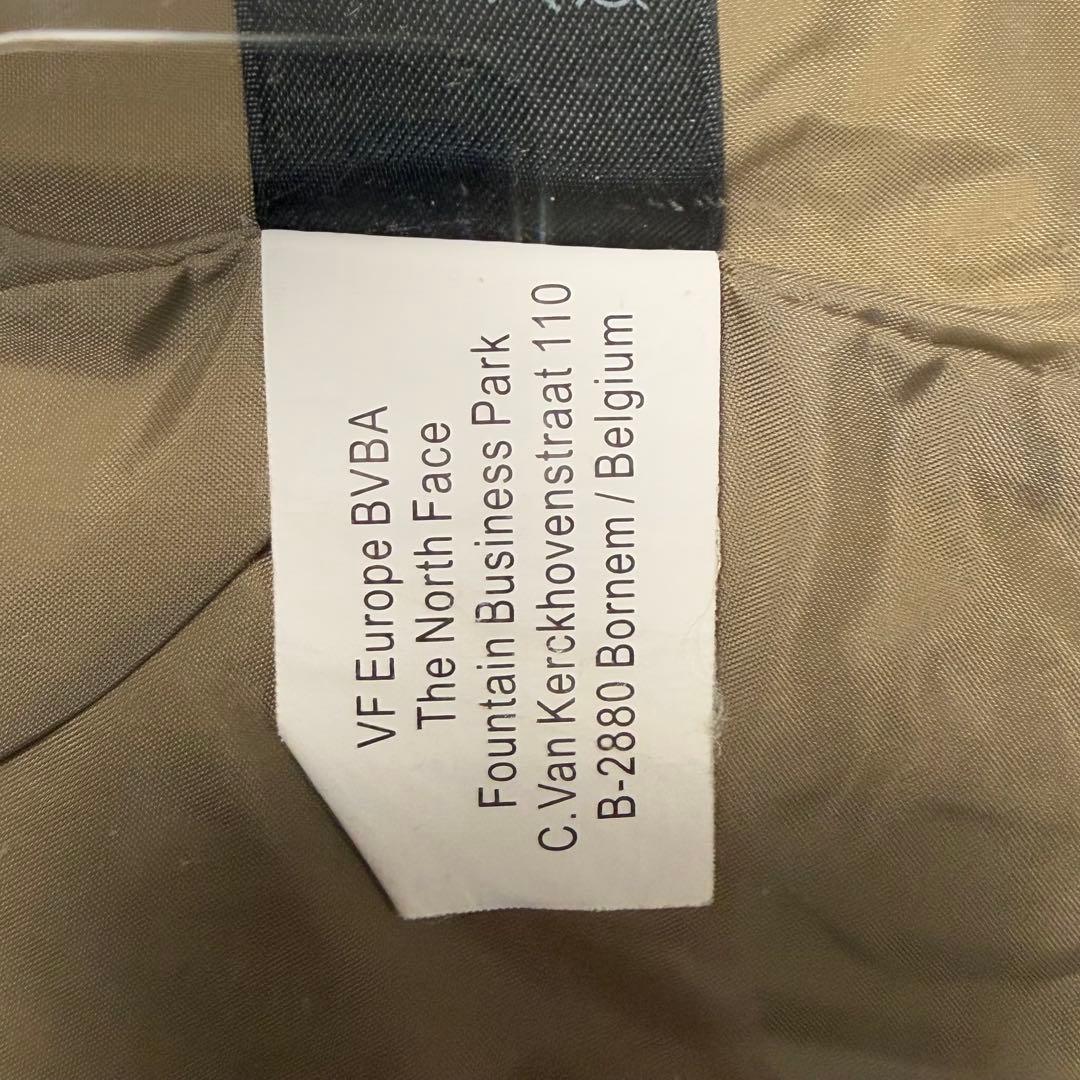 VF Europe BVBA
The North Face
Fountain Business Park
C. Van Kerckhovenstraat 110
B-2880 Bornem / Belgium